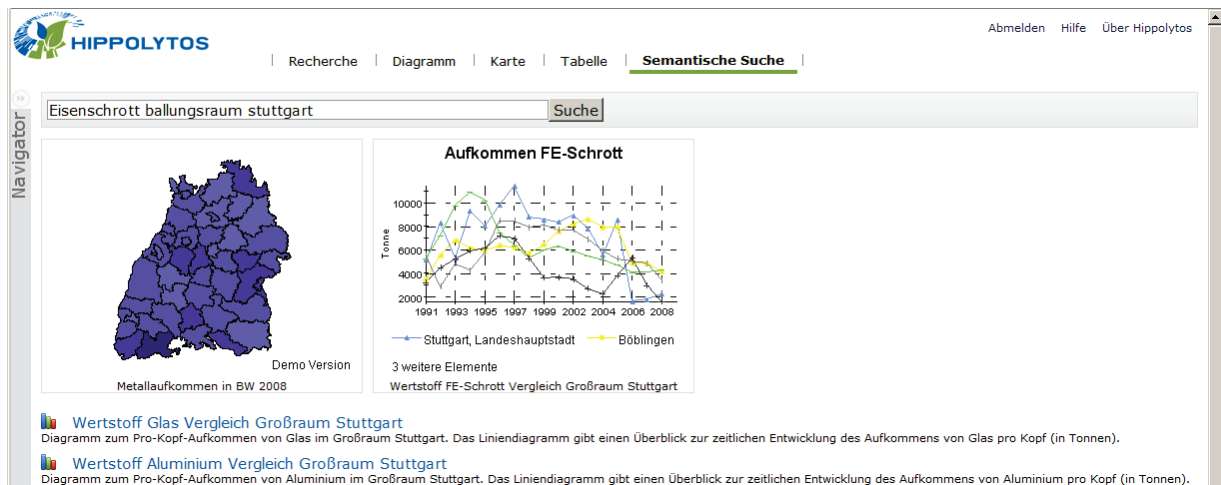 HIPPOLYTOS
Abmelden Hilfe Über Hippolytos
Recherche Diagramm Karte Tabelle Semantische Suche
Navigator
Eisenschrott ballungsraum stuttgart Suche
Demo Version
Metallaufkommen in BW 2008
Aufkommen FE-Schrott
Tonne
10000
8000
6000
4000
2000
1991 1993 1995 1997 1999 2002 2004 2006 2008
Stuttgart, Landeshauptstadt Böblingen
3 weitere Elemente
Wertstoff FE-Schrott Vergleich Großraum Stuttgart
Wertstoff Glas Vergleich Großraum Stuttgart
Diagramm zum Pro-Kopf-Aufkommen von Glas im Großraum Stuttgart. Das Liniendiagramm gibt einen Überblick zur zeitlichen Entwicklung des Aufkommens von Glas pro Kopf (in Tonnen).
Wertstoff Aluminium Vergleich Großraum Stuttgart
Diagramm zum Pro-Kopf-Aufkommen von Aluminium im Großraum Stuttgart. Das Liniendiagramm gibt einen Überblick zur zeitlichen Entwicklung des Aufkommens von Aluminium pro Kopf (in Tonnen).